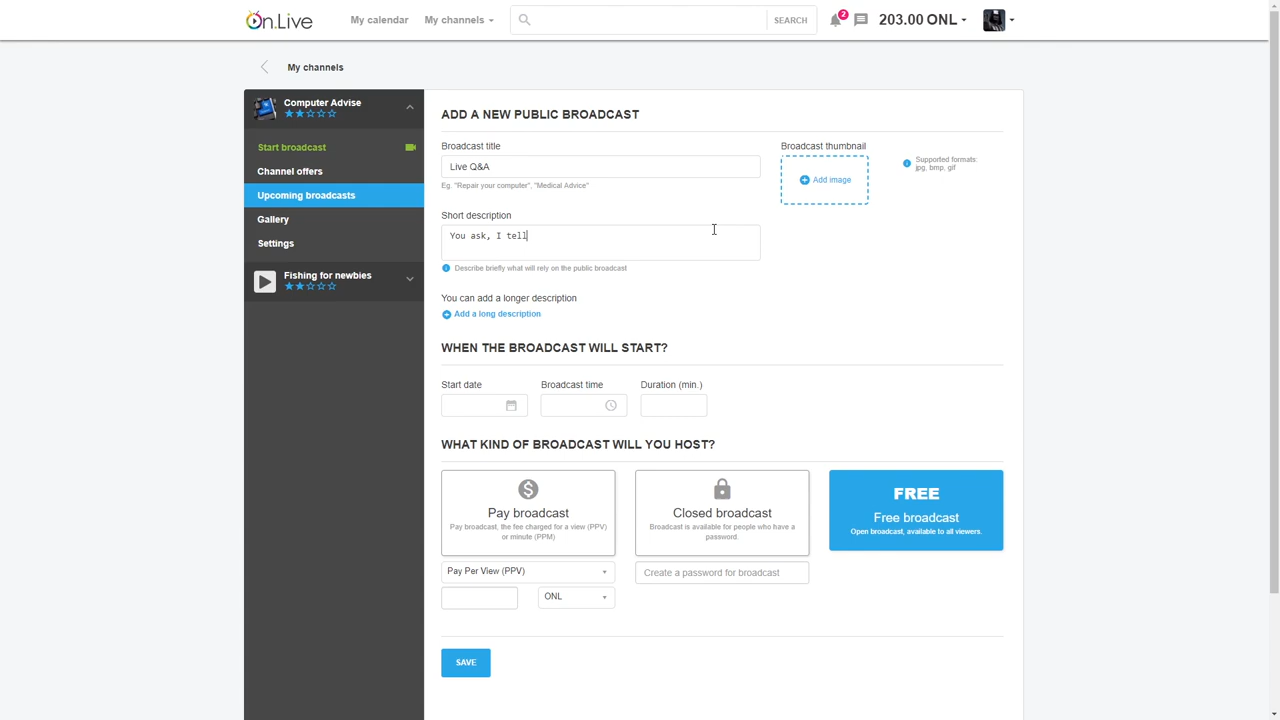 On.Live
My calendar
My channels
SEARCH
2
203.00 ONL
My channels
Computer Advise
Start broadcast
Channel offers
Upcoming broadcasts
Gallery
Settings
Fishing for newbies
ADD A NEW PUBLIC BROADCAST
Broadcast title
Live Q&A
Eg. "Repair your computer", "Medical Advice"
Broadcast thumbnail
Add image
Supported formats:
jpg, bmp, gif
Short description
You ask, I tell
Describe briefly what will rely on the public broadcast
You can add a longer description
Add a long description
WHEN THE BROADCAST WILL START?
Start date
Broadcast time
Duration (min.)
WHAT KIND OF BROADCAST WILL YOU HOST?
Pay broadcast
Pay broadcast, the fee charged for a view (PPV)
or minute (PPM)
Pay Per View (PPV)
ONL
Closed broadcast
Broadcast is available for people who have a
password.
Create a password for broadcast
FREE
Free broadcast
Open broadcast, available to all viewers.
SAVE